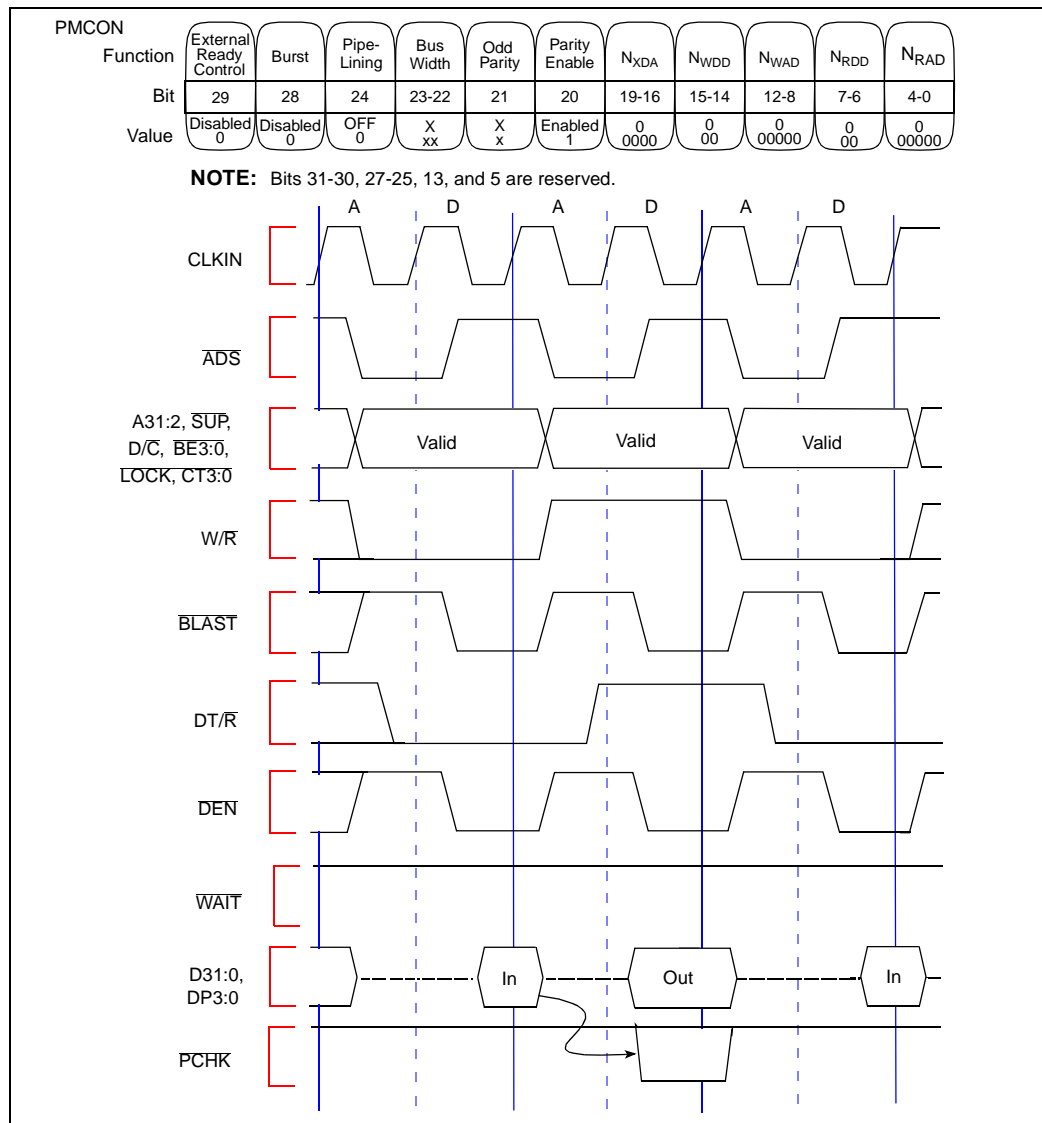 PMCON
Function External Ready Control Burst Pipe-Lining Bus Width Odd Parity Parity Enable NXDA NWDD NWAD NRDD NRAD
Bit 29 28 24 23-22 21 20 19-16 15-14 12-8 7-6 4-0
Value Disabled 0 Disabled 0 OFF 0 X xx X x Enabled 1 0 0000 0 00 0 00000 0 00 0 00000
NOTE: Bits 31-30, 27-25, 13, and 5 are reserved.
A D A D A D
CLKIN
ADS
A31:2, SUP,
D/C, BE3:0,
LOCK, CT3:0
Valid Valid Valid
W/R
BLAST
DT/R
DEN
WAIT
D31:0,
DP3:0
In Out In
PCHK